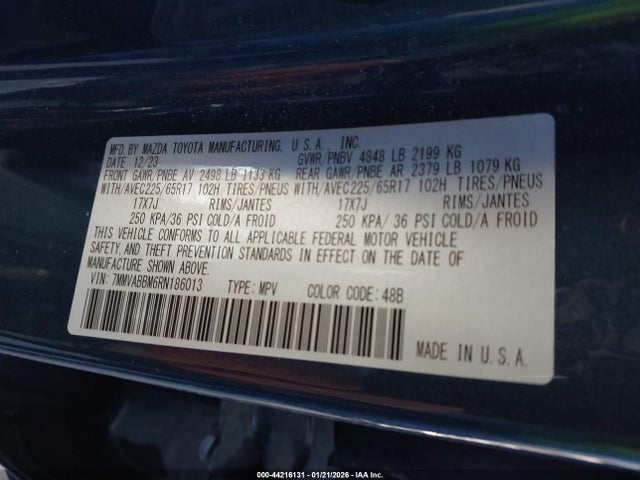 MFD. BY MAZDA TOYOTA MANUFACTURING, U.S.A., INC.
DATE 12/23 GVWR/PNBV 4848 LB 2199 KG
FRONT GAWR/PNBE AV 2498 LB 1133 KG REAR GAWR/PNBE AR 2379 LB 1079 KG
WITH/AVEC225/65R17 102H TIRES/PNEUS WITH/AVEC225/65R17 102H TIRES/PNEUS
17X7J RIMS/JANTES 17X7J RIMS/JANTES
250 KPA/36 PSI COLD/A FROID 250 KPA/ 36 PSI COLD/A FROID
THIS VEHICLE CONFORMS TO ALL APPLICABLE FEDERAL MOTOR VEHICLE
SAFETY, AND THEFT PREVENTION STANDARDS IN EFFECT ON THE DATE OF
MANUFACTURE SHOWN ABOVE.
VIN: 7MMVABBM6RN186013 TYPE: MPV COLOR CODE: 48B
MADE IN U.S.A.
000-44216131 - 01/21/2026 - IAA Inc.